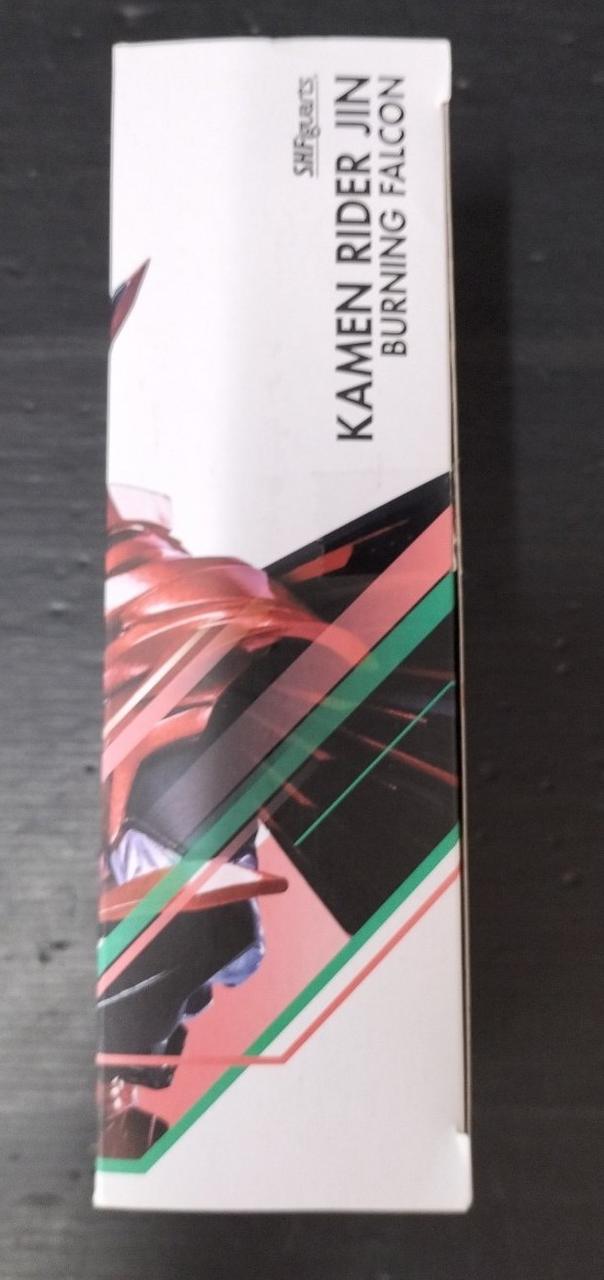 S.H.Figuarts
KAMEN RIDER JIN
BURNING FALCON